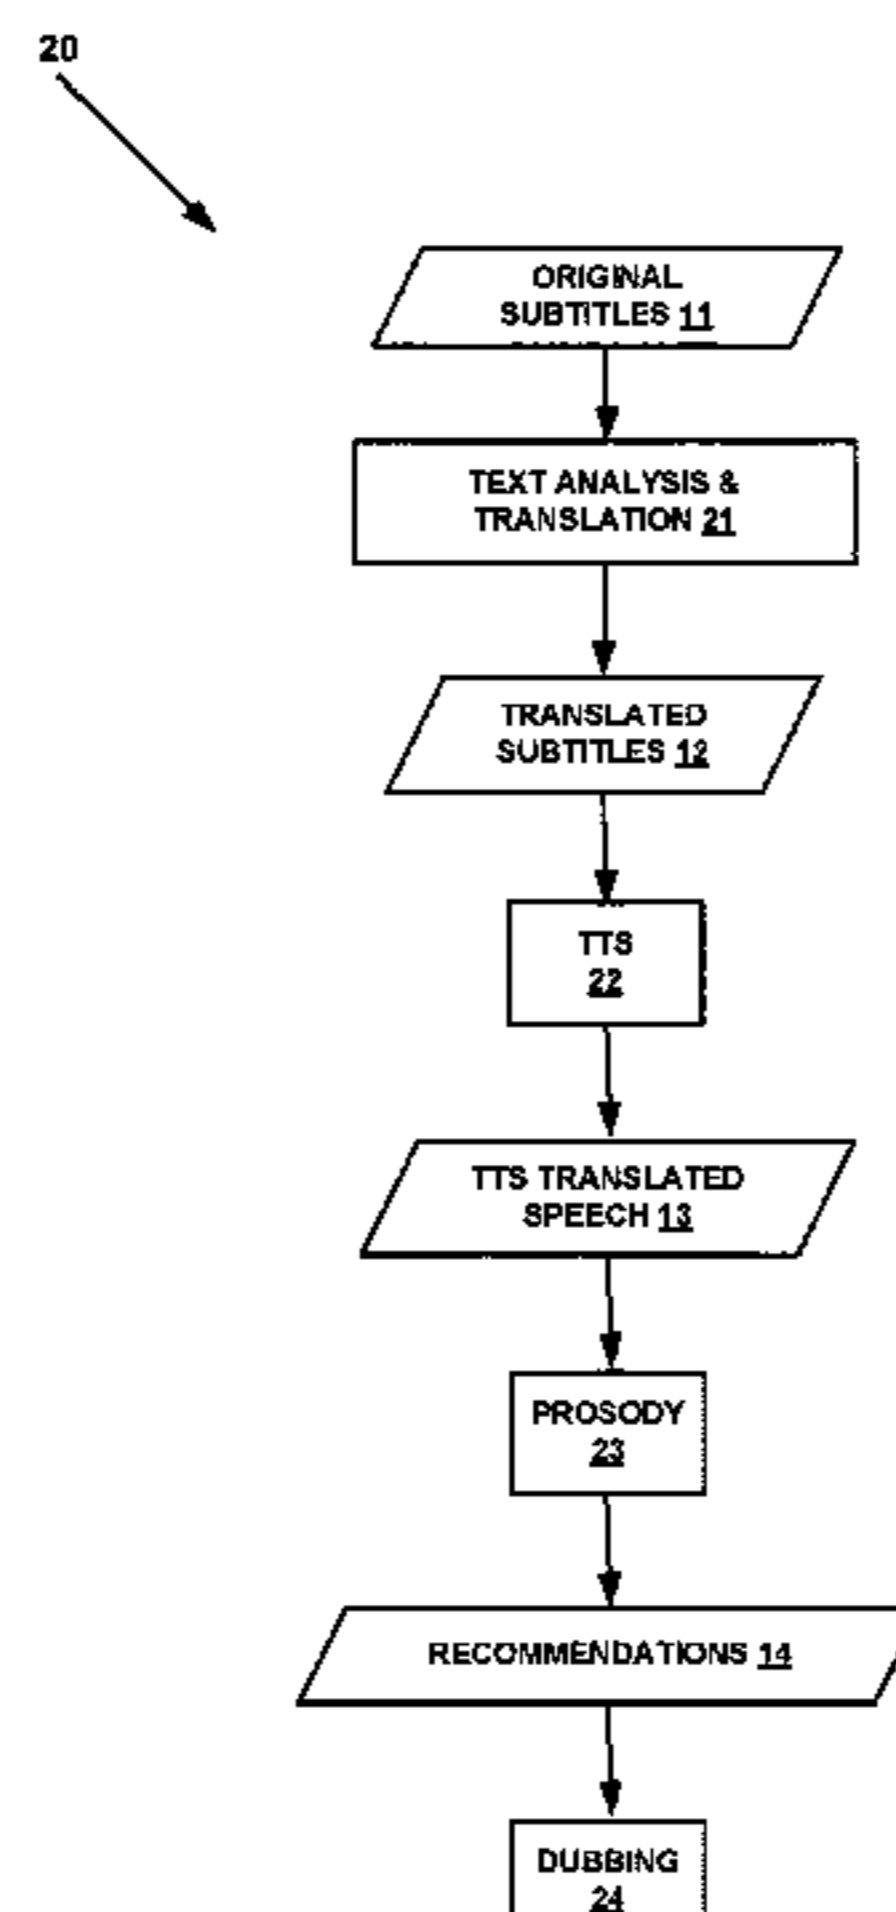 20
ORIGINAL
SUBTITLES 11
TEXT ANALYSIS &
TRANSLATION 21
TRANSLATED
SUBTITLES 12
TTS
22
TTS TRANSLATED
SPEECH 13
PROSODY
23
RECOMMENDATIONS 14
DUBBING
24